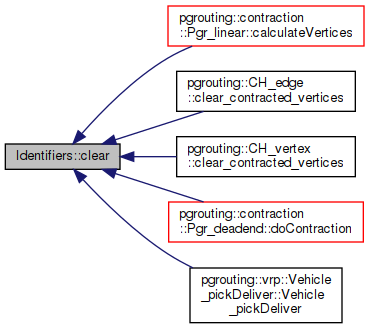 pgrouting::contraction
::Pgr_linear::calculateVertices
pgrouting::CH_edge
::clear_contracted_vertices
Identifiers::clear
pgrouting::CH_vertex
::clear_contracted_vertices
pgrouting::contraction
::Pgr_deadend::doContraction
pgrouting::vrp::Vehicle
_pickDeliver::Vehicle
_pickDeliver